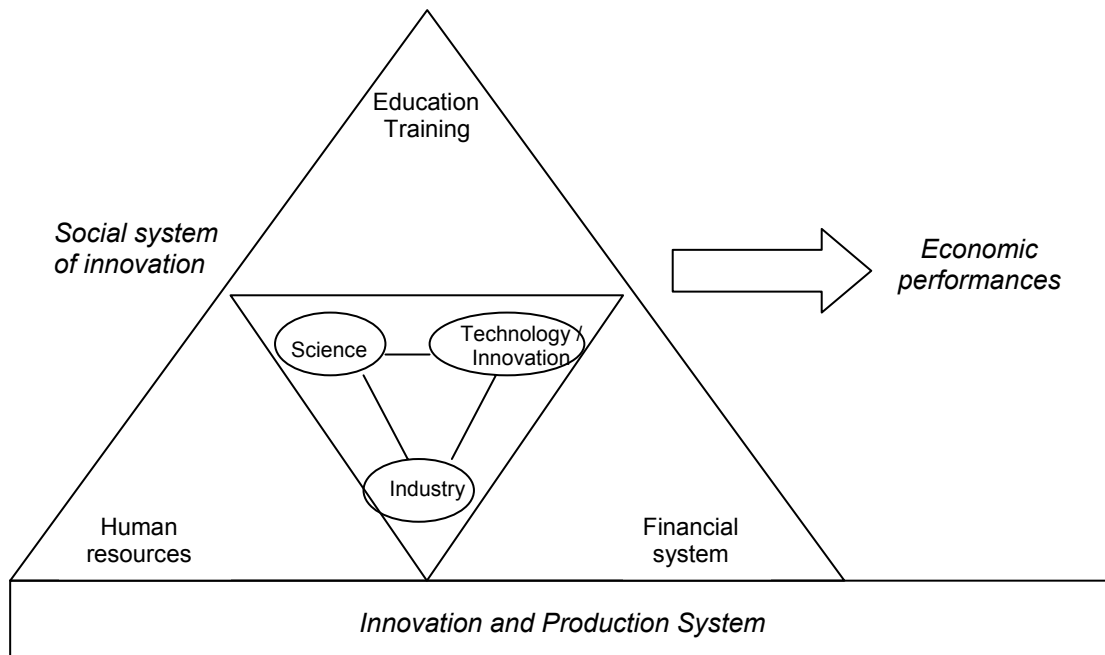 Education
Training
Social system
of innovation
Economic
performances
Science
Technology /
Innovation
Industry
Human
resources
Financial
system
Innovation and Production System